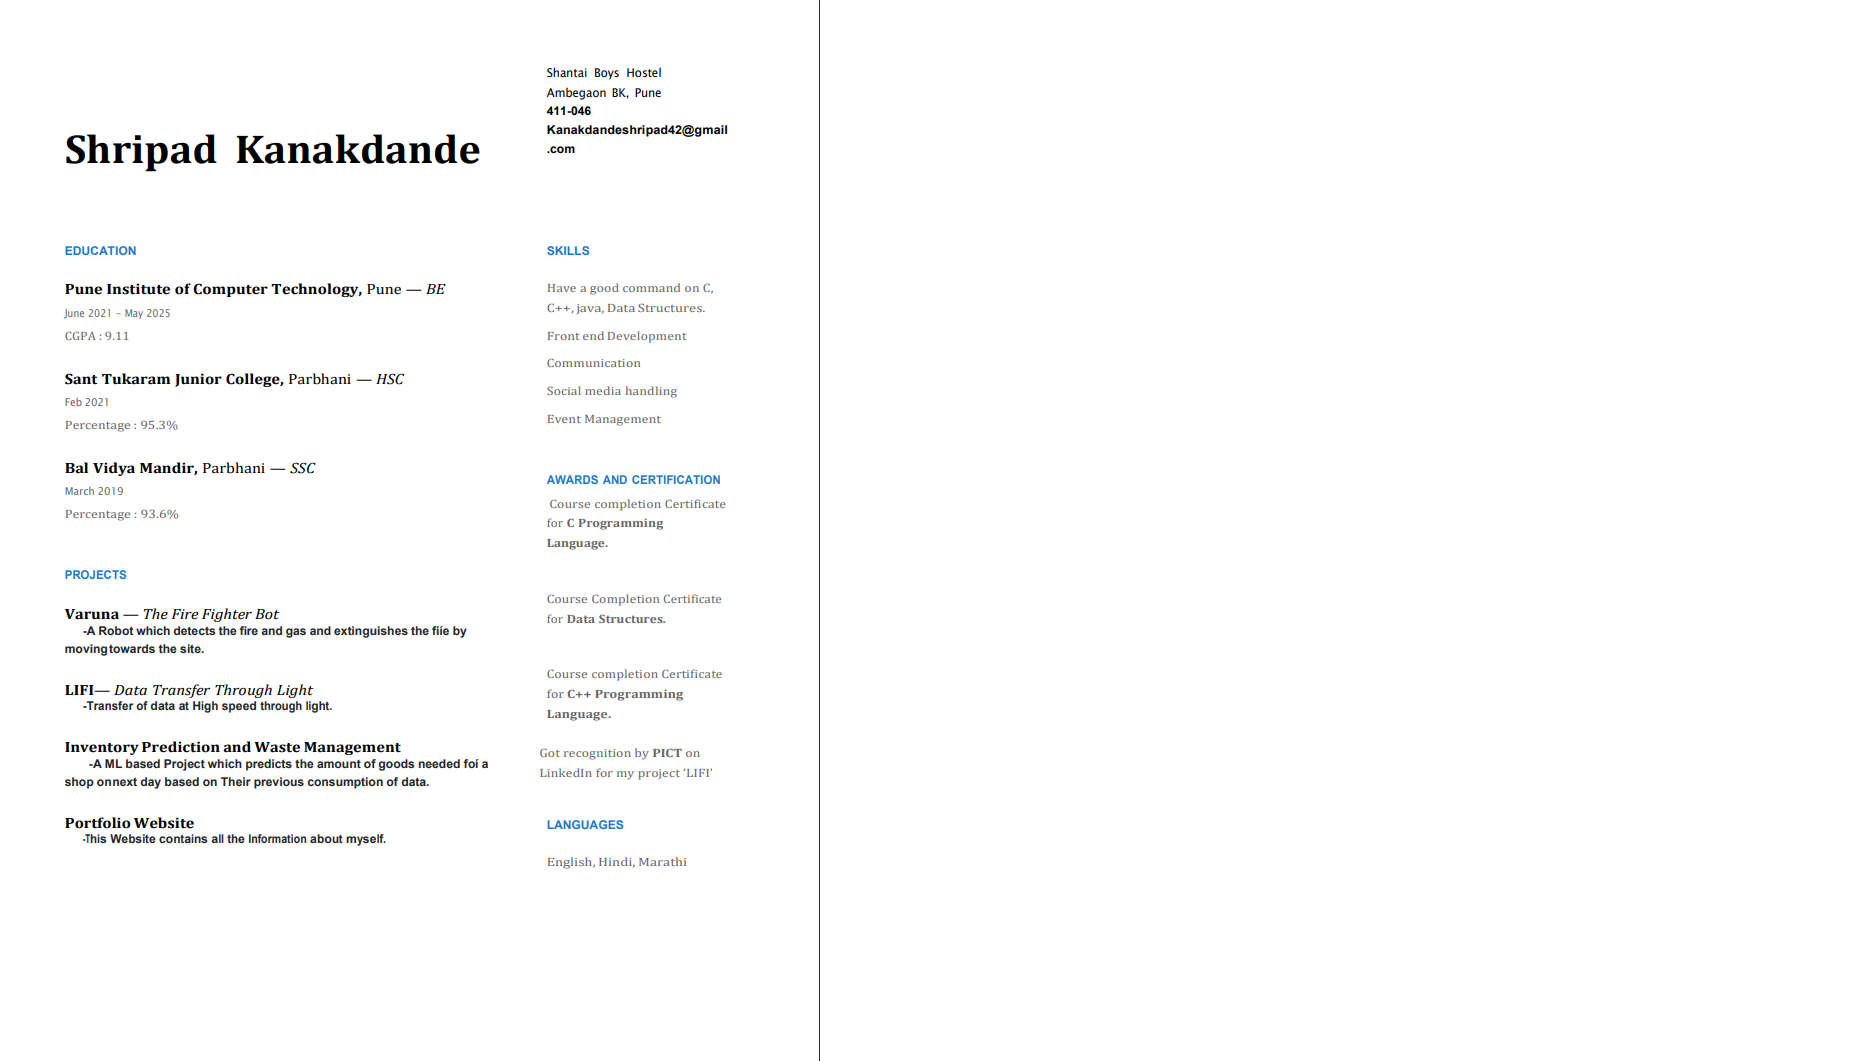 Shantai Boys Hostel
Ambegaon BK, Pune
411-046
Kanakdandeshripad42@gmail
.com
Shripad Kanakdande
EDUCATION
Pune Institute of Computer Technology, Pune — BE
June 2021 – May 2025
CGPA : 9.11
Sant Tukaram Junior College, Parbhani — HSC
Feb 2021
Percentage : 95.3%
Bal Vidya Mandir, Parbhani — SSC
March 2019
Percentage : 93.6%
PROJECTS
Varuna — The Fire Fighter Bot
-A Robot which detects the fire and gas and extinguishes the fiíe by
movingtowards the site.
LIFI— Data Transfer Through Light
-Transfer of data at High speed through light.
Inventory Prediction and Waste Management
-A ML based Project which predicts the amount of goods needed foí a
shop onnext day based on Their previous consumption of data.
Portfolio Website
-This Website contains all the Information about myself.
SKILLS
Have a good command on C,
C++, java, Data Structures.
Front end Development
Communication
Social media handling
Event Management
AWARDS AND CERTIFICATION
Course completion Certificate
for C Programming
Language.
Course Completion Certificate
for Data Structures.
Course completion Certificate
for C++ Programming
Language.
Got recognition by PICT on
LinkedIn for my project ‘LIFI’
LANGUAGES
English, Hindi, Marathi